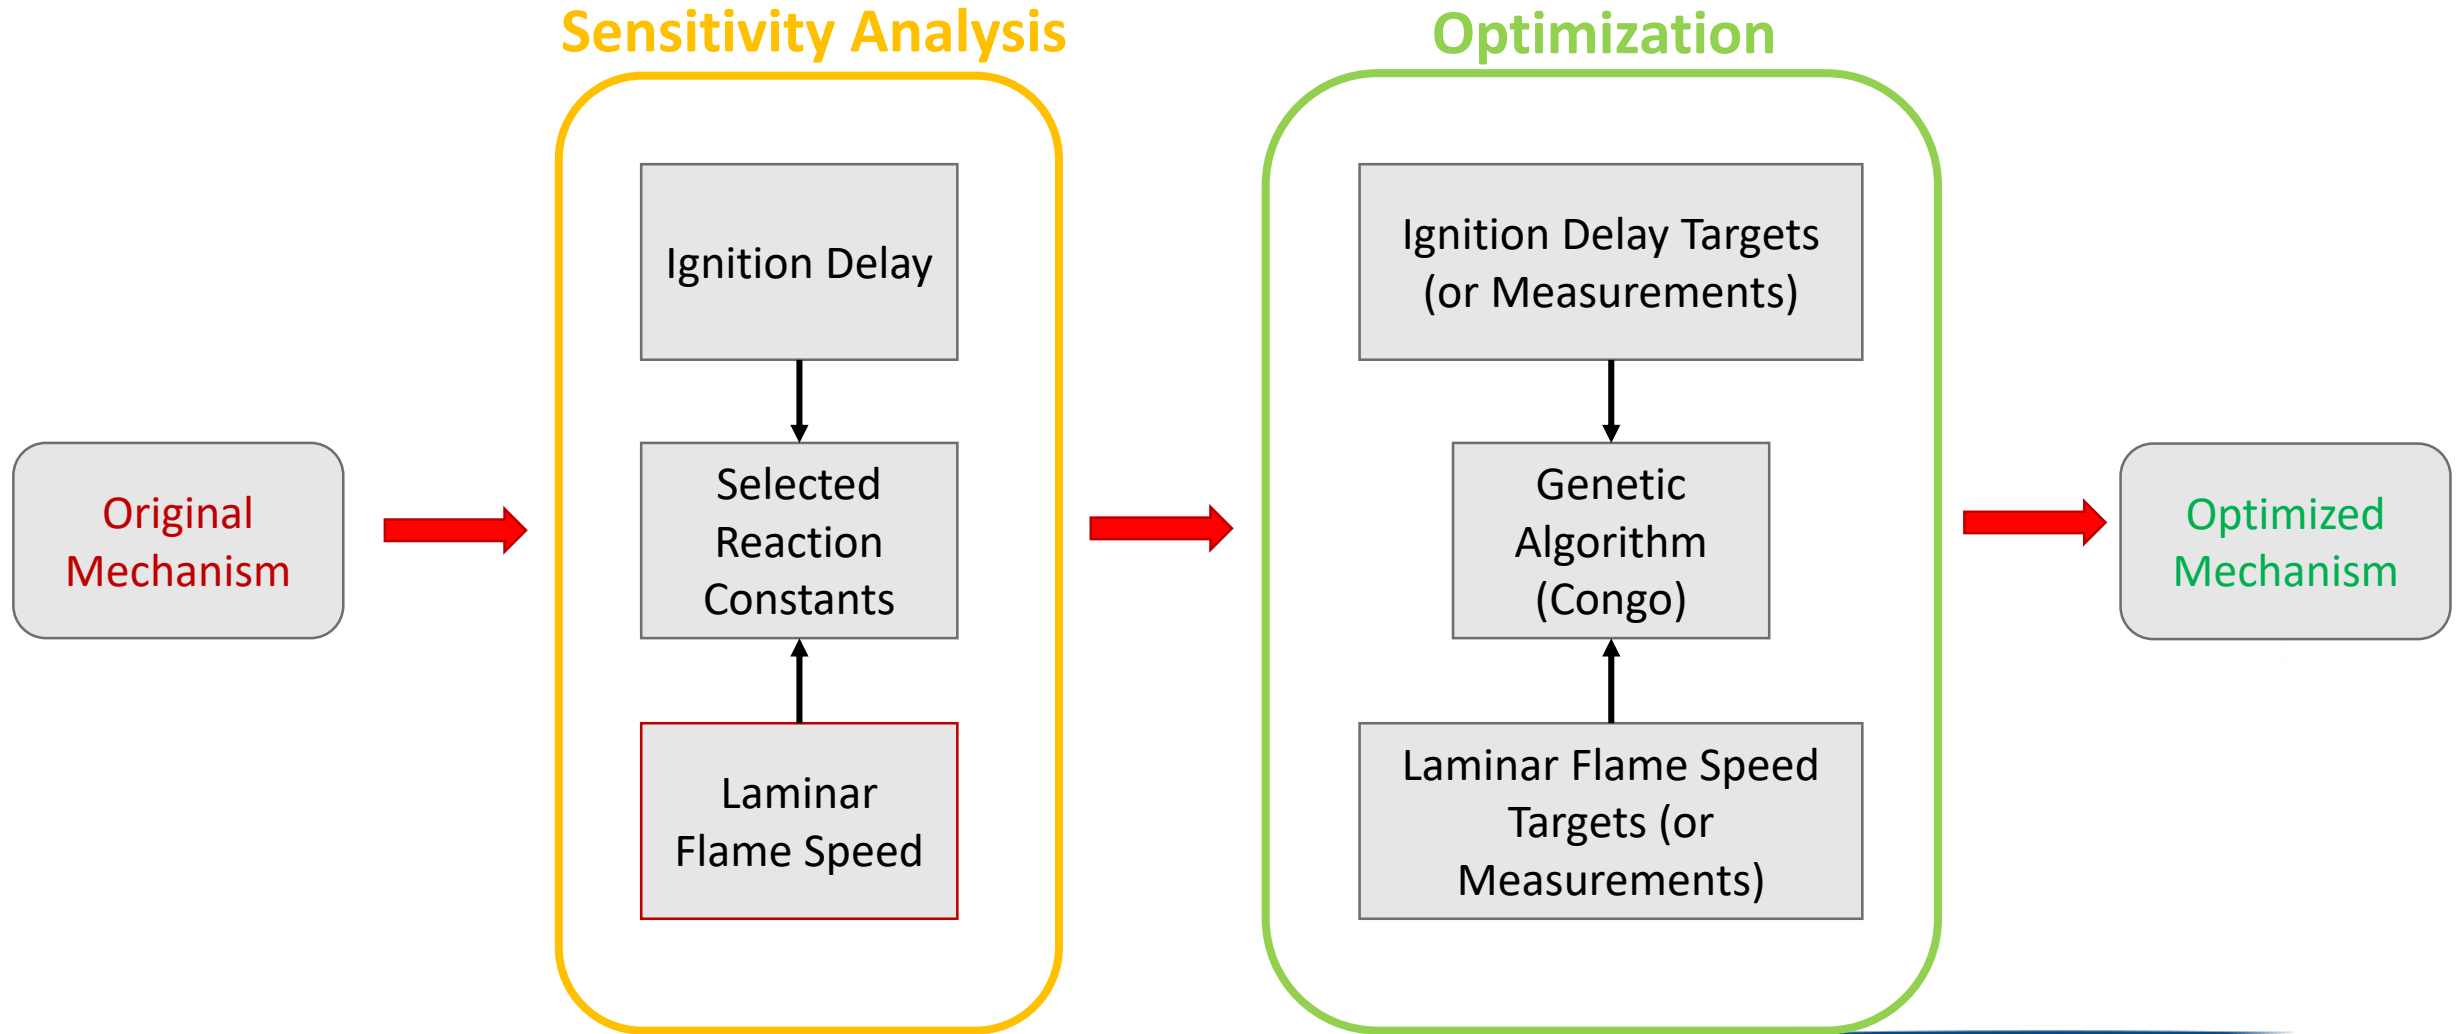 Sensitivity Analysis
Optimization
Original
Mechanism
Ignition Delay
Selected
Reaction
Constants
Laminar
Flame Speed
Ignition Delay Targets
(or Measurements)
Genetic
Algorithm
(Congo)
Laminar Flame Speed
Targets (or
Measurements)
Optimized
Mechanism